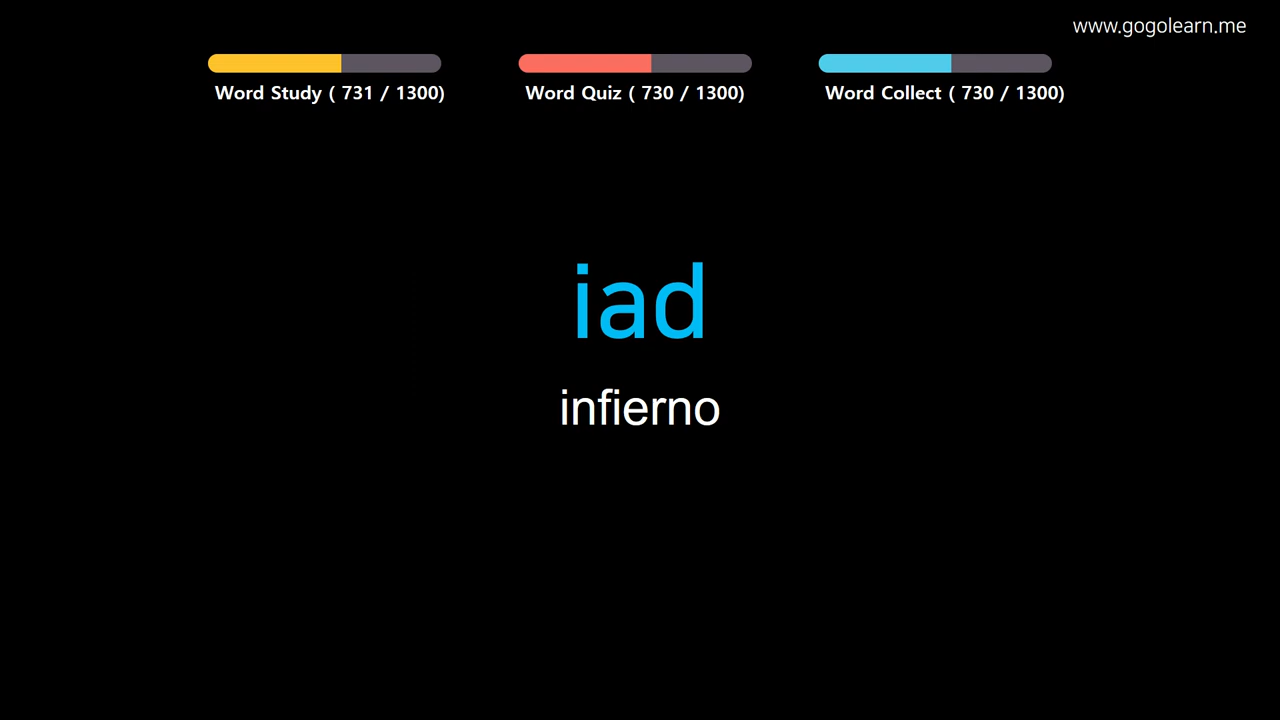 www.gogolearn.me
Word Study ( 731 / 1300)
Word Quiz ( 730 / 1300)
Word Collect ( 730 / 1300)
iad
infierno